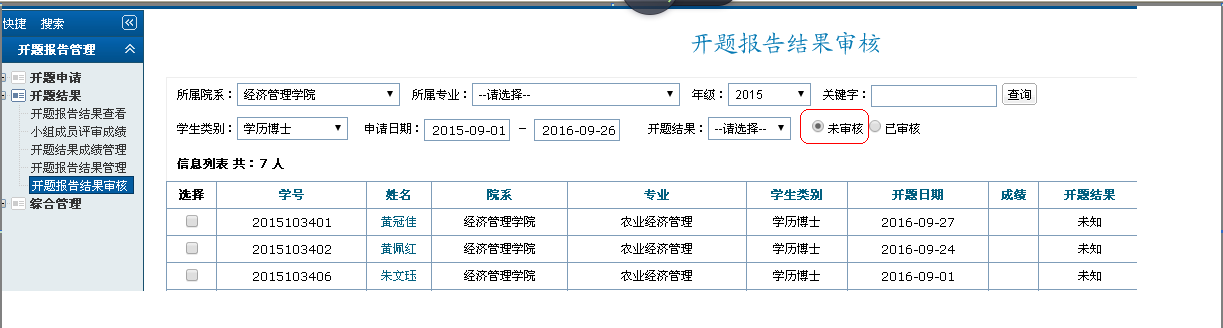 快捷 搜索
开题报告管理
开题申请
开题结果
开题报告结果查看
小组成员评审成绩
开题结果成绩管理
开题报告结果管理
开题报告结果审核
综合管理
开题报告结果审核
所属院系： 经济管理学院 所属专业： --请选择-- 年级： 2015 关键字： 查询
学生类别： 学历博士 申请日期： 2015-09-01 - 2016-09-26 开题结果： --请选择-- 未审核 已审核
信息列表 共：7 人
选择 学号 姓名 院系 专业 学生类别 开题日期 成绩 开题结果
2015103401 黄冠佳 经济管理学院 农业经济管理 学历博士 2016-09-27 未知
2015103402 黄佩红 经济管理学院 农业经济管理 学历博士 2016-09-24 未知
2015103406 朱文珏 经济管理学院 农业经济管理 学历博士 2016-09-01 未知